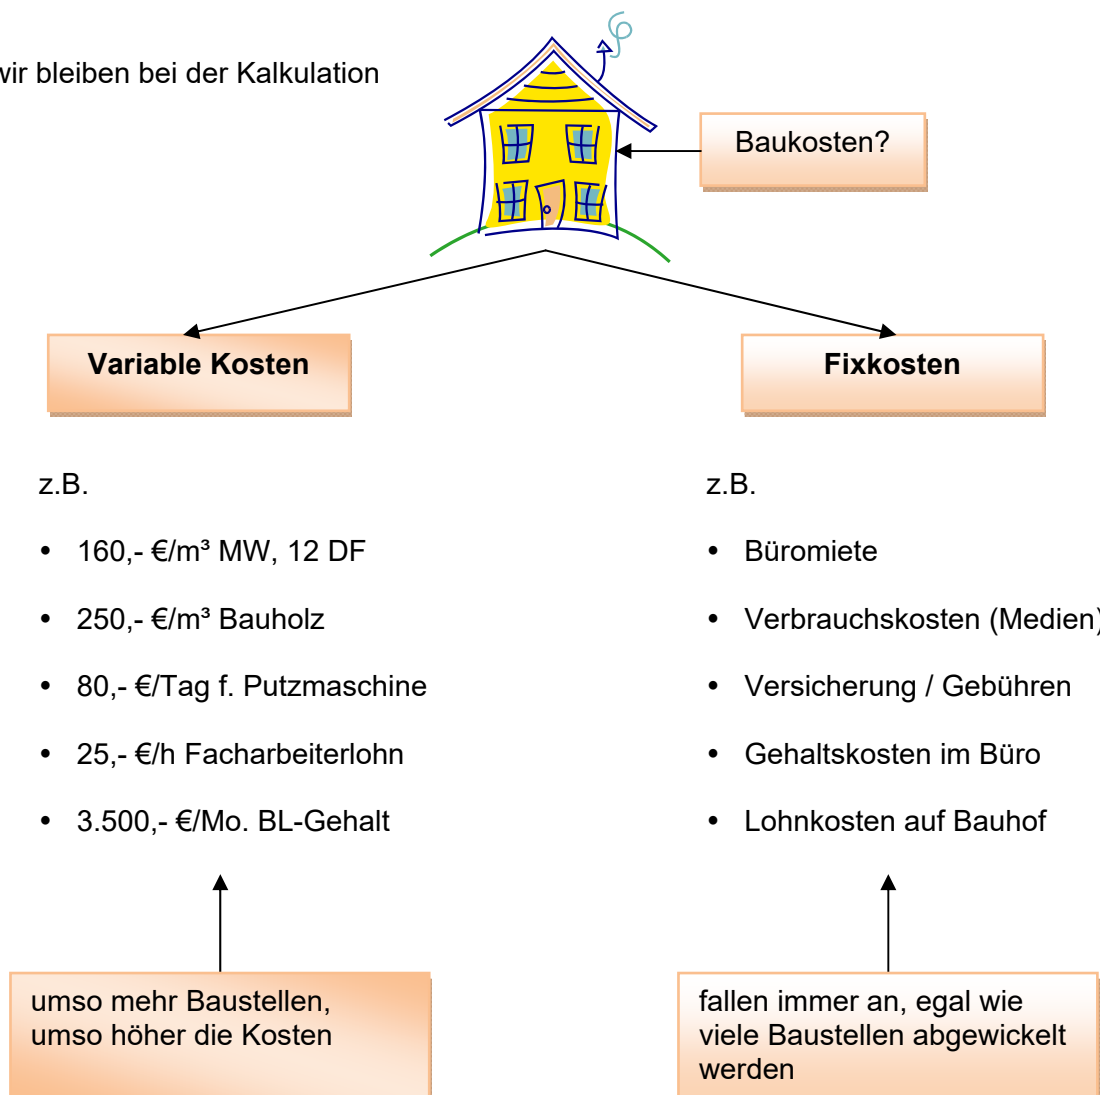 wir bleiben bei der Kalkulation
Baukosten?
Variable Kosten
Fixkosten
z.B.
• 160,- €/m³ MW, 12 DF
• 250,- €/m³ Bauholz
• 80,- €/Tag f. Putzmaschine
• 25,- €/h Facharbeiterlohn
• 3.500,- €/Mo. BL-Gehalt
umso mehr Baustellen,
umso höher die Kosten
z.B.
• Büromiete
• Verbrauchskosten (Medien)
• Versicherung / Gebühren
• Gehaltskosten im Büro
• Lohnkosten auf Bauhof
fallen immer an, egal wie
viele Baustellen abgewickelt
werden